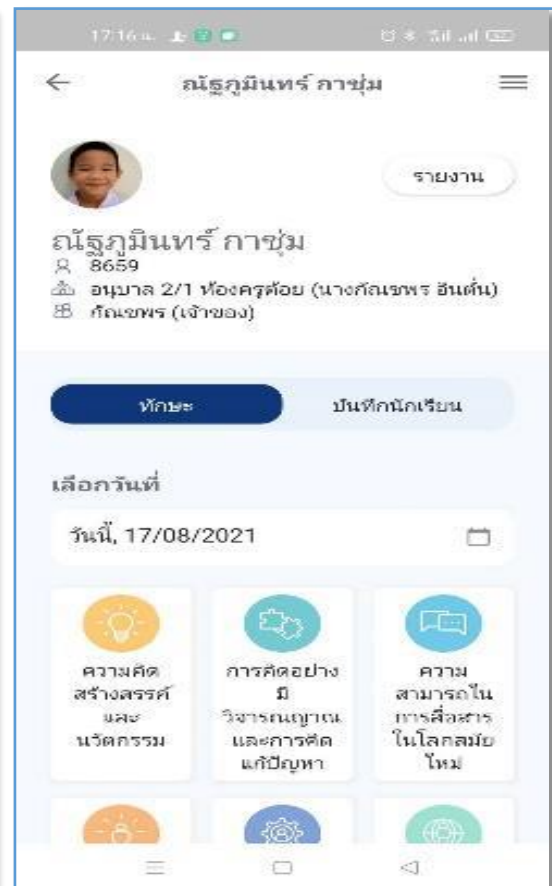 17:16 น.
ณัฐภูมินทร์ กาชุ่ม
รายงาน
ณัฐภูมินทร์ กาชุ่ม
8659
อนุบาล 2/1 ห้องครูต้อย (นางกัณชพร อินต่น)
กัณชพร (เจ้าของ)
ทักษะ
บันทึกนักเรียน
เลือกวันที่
วันนี้, 17/08/2021
ความคิด
สร้างสรรค์
และ
นวัตกรรม
การคิดอย่าง
มี
วิจารณญาณ
และการคิด
แก้ปัญหา
ความ
สามารถใน
การสื่อสาร
ในโลกสมัย
ใหม่